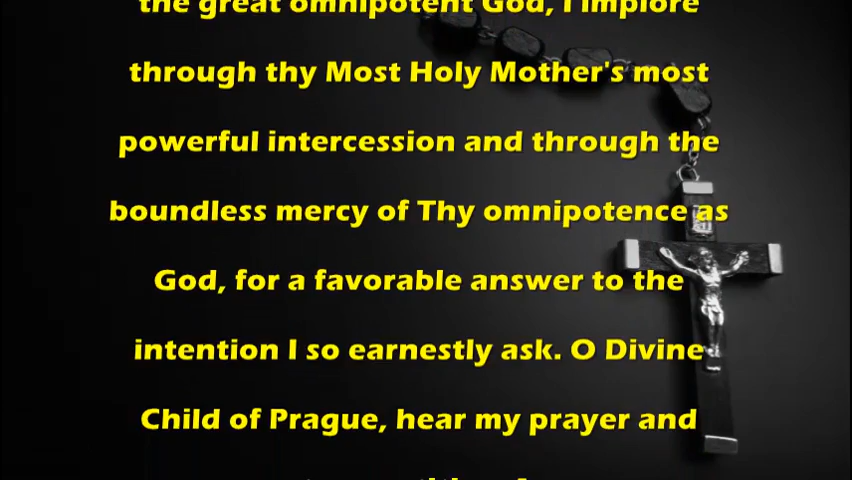 the great omnipotent God, I implore
through thy Most Holy Mother's most
powerful intercession and through the
boundless mercy of Thy omnipotence as
God, for a favorable answer to the
intention I so earnestly ask. O Divine
Child of Prague, hear my prayer and